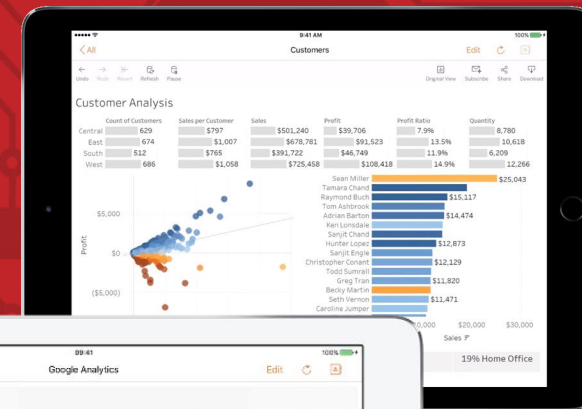 9:41 AM 100%
All Customers Edit
Undo Redo Revert Refresh Pause Original View Subscribe Share Download
Customer Analysis
Count of Customers Sales per Customer Sales Profit Profit Ratio Quantity
Central 629 $797 $501,240 $39,706 7.9% 8,780
East 674 $1,007 $678,781 $91,523 13.5% 10,618
South 512 $765 $391,722 $46,749 11.9% 6,209
West 686 $1,058 $725,458 $108,418 14.9% 12,266
Sean Miller $25,043
Tamara Chand
Raymond Buch $15,117
Tom Ashbrook
Adrian Barton $14,474
Ken Lonsdale
Sanjit Chand
Hunter Lopez $12,873
Sanjit Engle
Christopher Conant $12,129
Todd Sumrall
Greg Tran $11,820
Becky Martin
Seth Vernon $11,471
Caroline Jumper
$5,000
Profit
$0
($5,000)
$20,000 $30,000
Sales
19% Home Office
09:41 100%
Google Analytics Edit